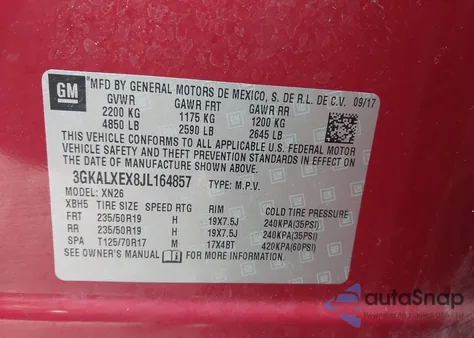 GM
MFD BY GENERAL MOTORS DE MEXICO, S. DE R.L. DE C.V. 09/17
GVWR GAWR FRT GAWR RR
2200 KG 1175 KG 1200 KG
4850 LB 2590 LB 2645 LB
THIS VEHICLE CONFORMS TO ALL APPLICABLE U.S. FEDERAL MOTOR
VEHICLE SAFETY, BUMPER, AND THEFT PREVENTION STANDARDS IN
EFFECT ON THE DATE OF MANUFACTURE SHOWN ABOVE.
3GKALXEX8JL164857 TYPE: M.P.V.
MODEL: XN26
XBH5 TIRE SIZE SPEED RTG RIM COLD TIRE PRESSURE
FRT 235/50R19 H 19X7.5J 240KPA(35PSI)
RR 235/50R19 H 19X7.5J 240KPA(35PSI)
SPA T125/70R17 M 17X4BT 420KPA(60PSI)
SEE OWNER'S MANUAL FOR MORE INFORMATION
autoSnap